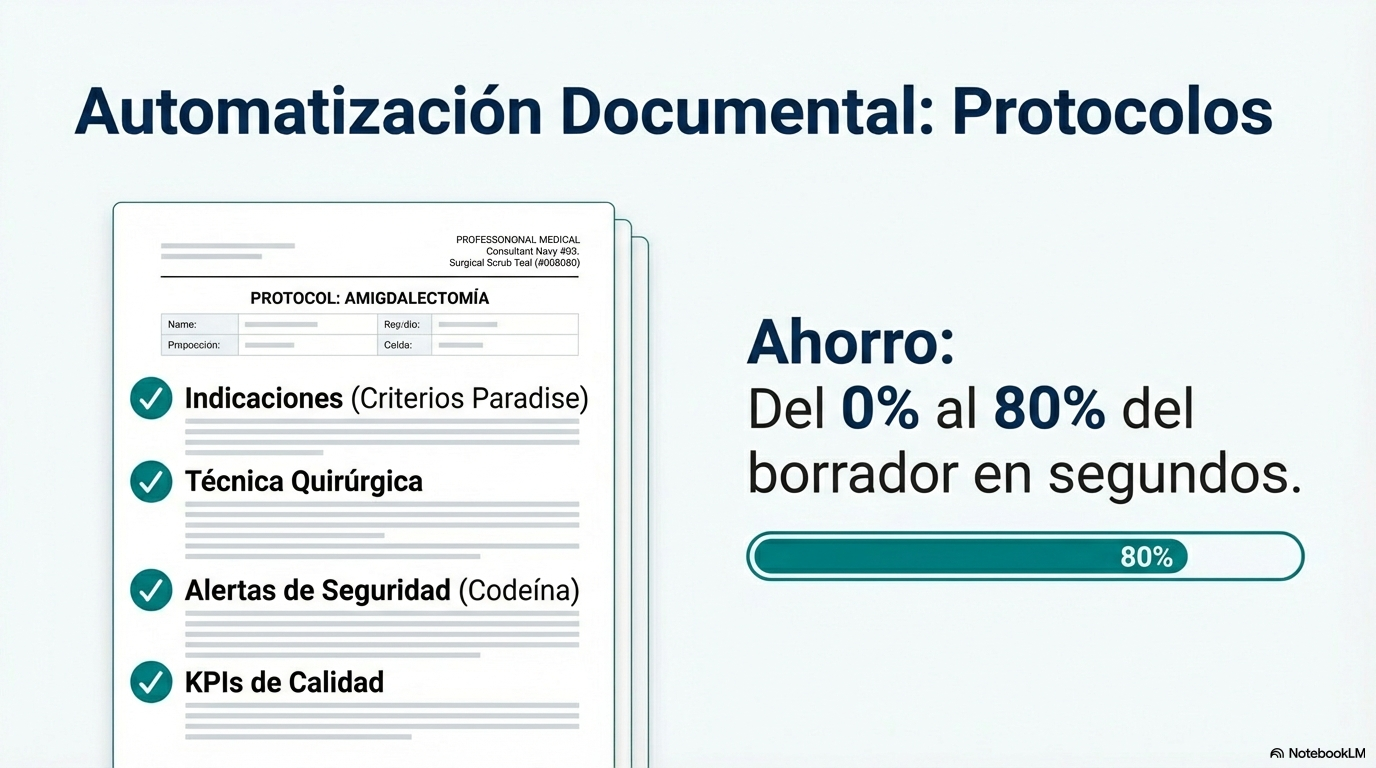 Automatización Documental: Protocolos
PROFESSONONAL MEDICAL
Consultant Navy #93.
Surgical Scrub Teal (#008080)
PROTOCOL: AMIGDALECTOMÍA
Name:
Reg/dio:
Pmpoᴄción:
Celda:
Indicaciones (Criterios Paradise)
Técnica Quirúrgica
Alertas de Seguridad (Codeína)
KPIs de Calidad
Ahorro:
Del 0% al 80% del
borrador en segundos.
80%
NotebookLM